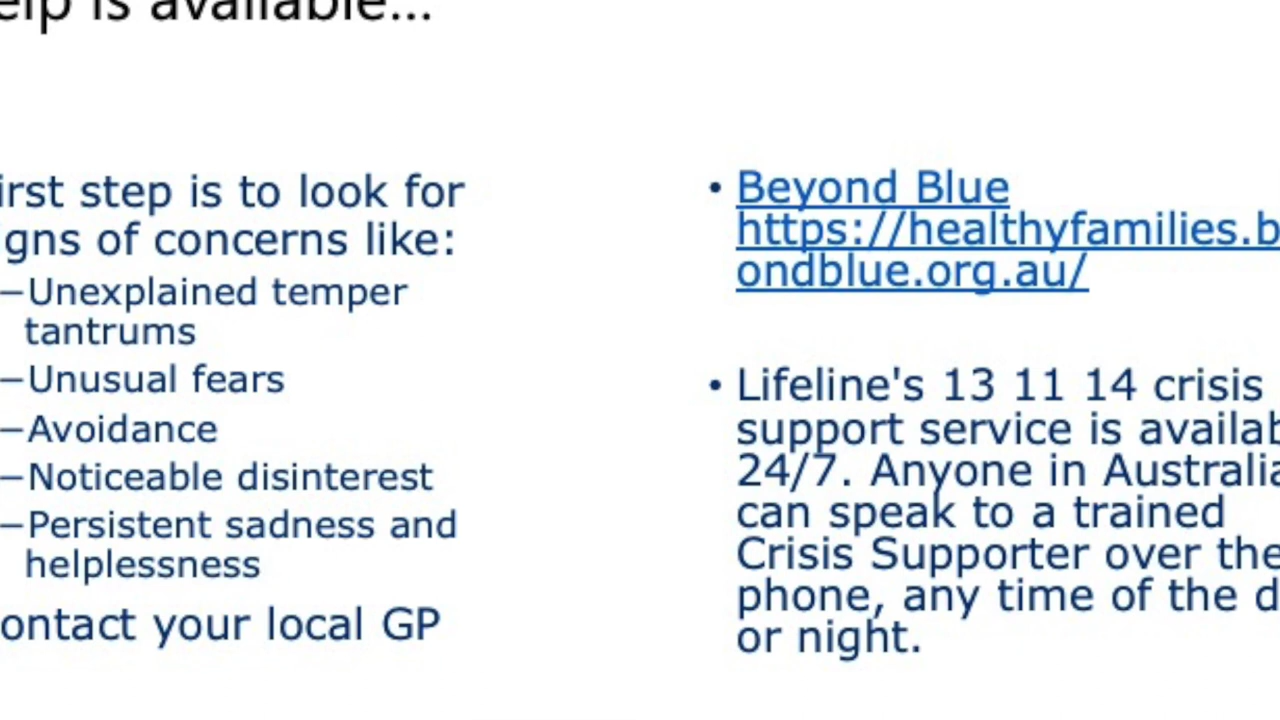 elp is available...
irst step is to look for
igns of concerns like:
–Unexplained temper
tantrums
–Unusual fears
–Avoidance
–Noticeable disinterest
–Persistent sadness and
helplessness
ontact your local GP
• Beyond Blue
https://healthyfamilies.b
ondblue.org.au/
• Lifeline's 13 11 14 crisis
support service is availab
24/7. Anyone in Australia
can speak to a trained
Crisis Supporter over the
phone, any time of the d
or night.